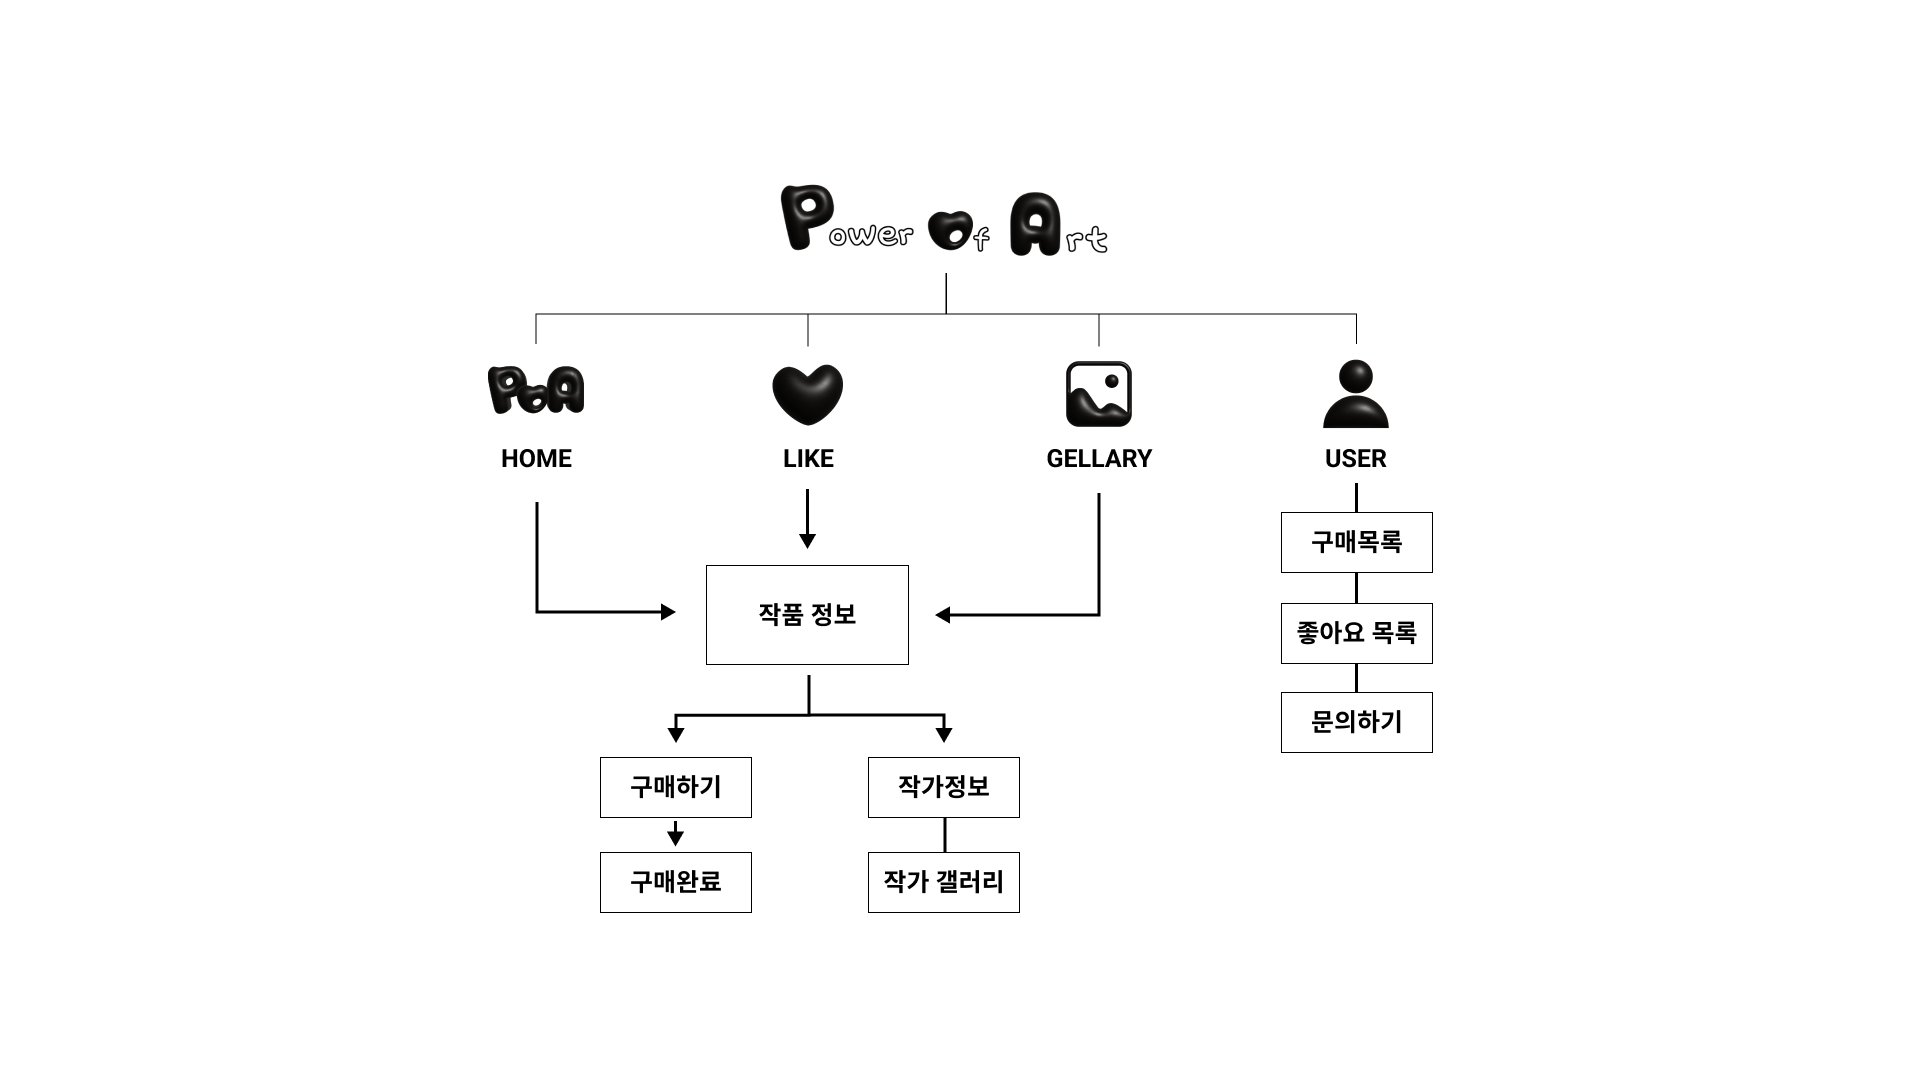 Power Of Art
PoA
HOME
LIKE
GELLARY
USER
구매목록
작품 정보
좋아요 목록
문의하기
구매하기
작가정보
구매완료
작가 갤러리